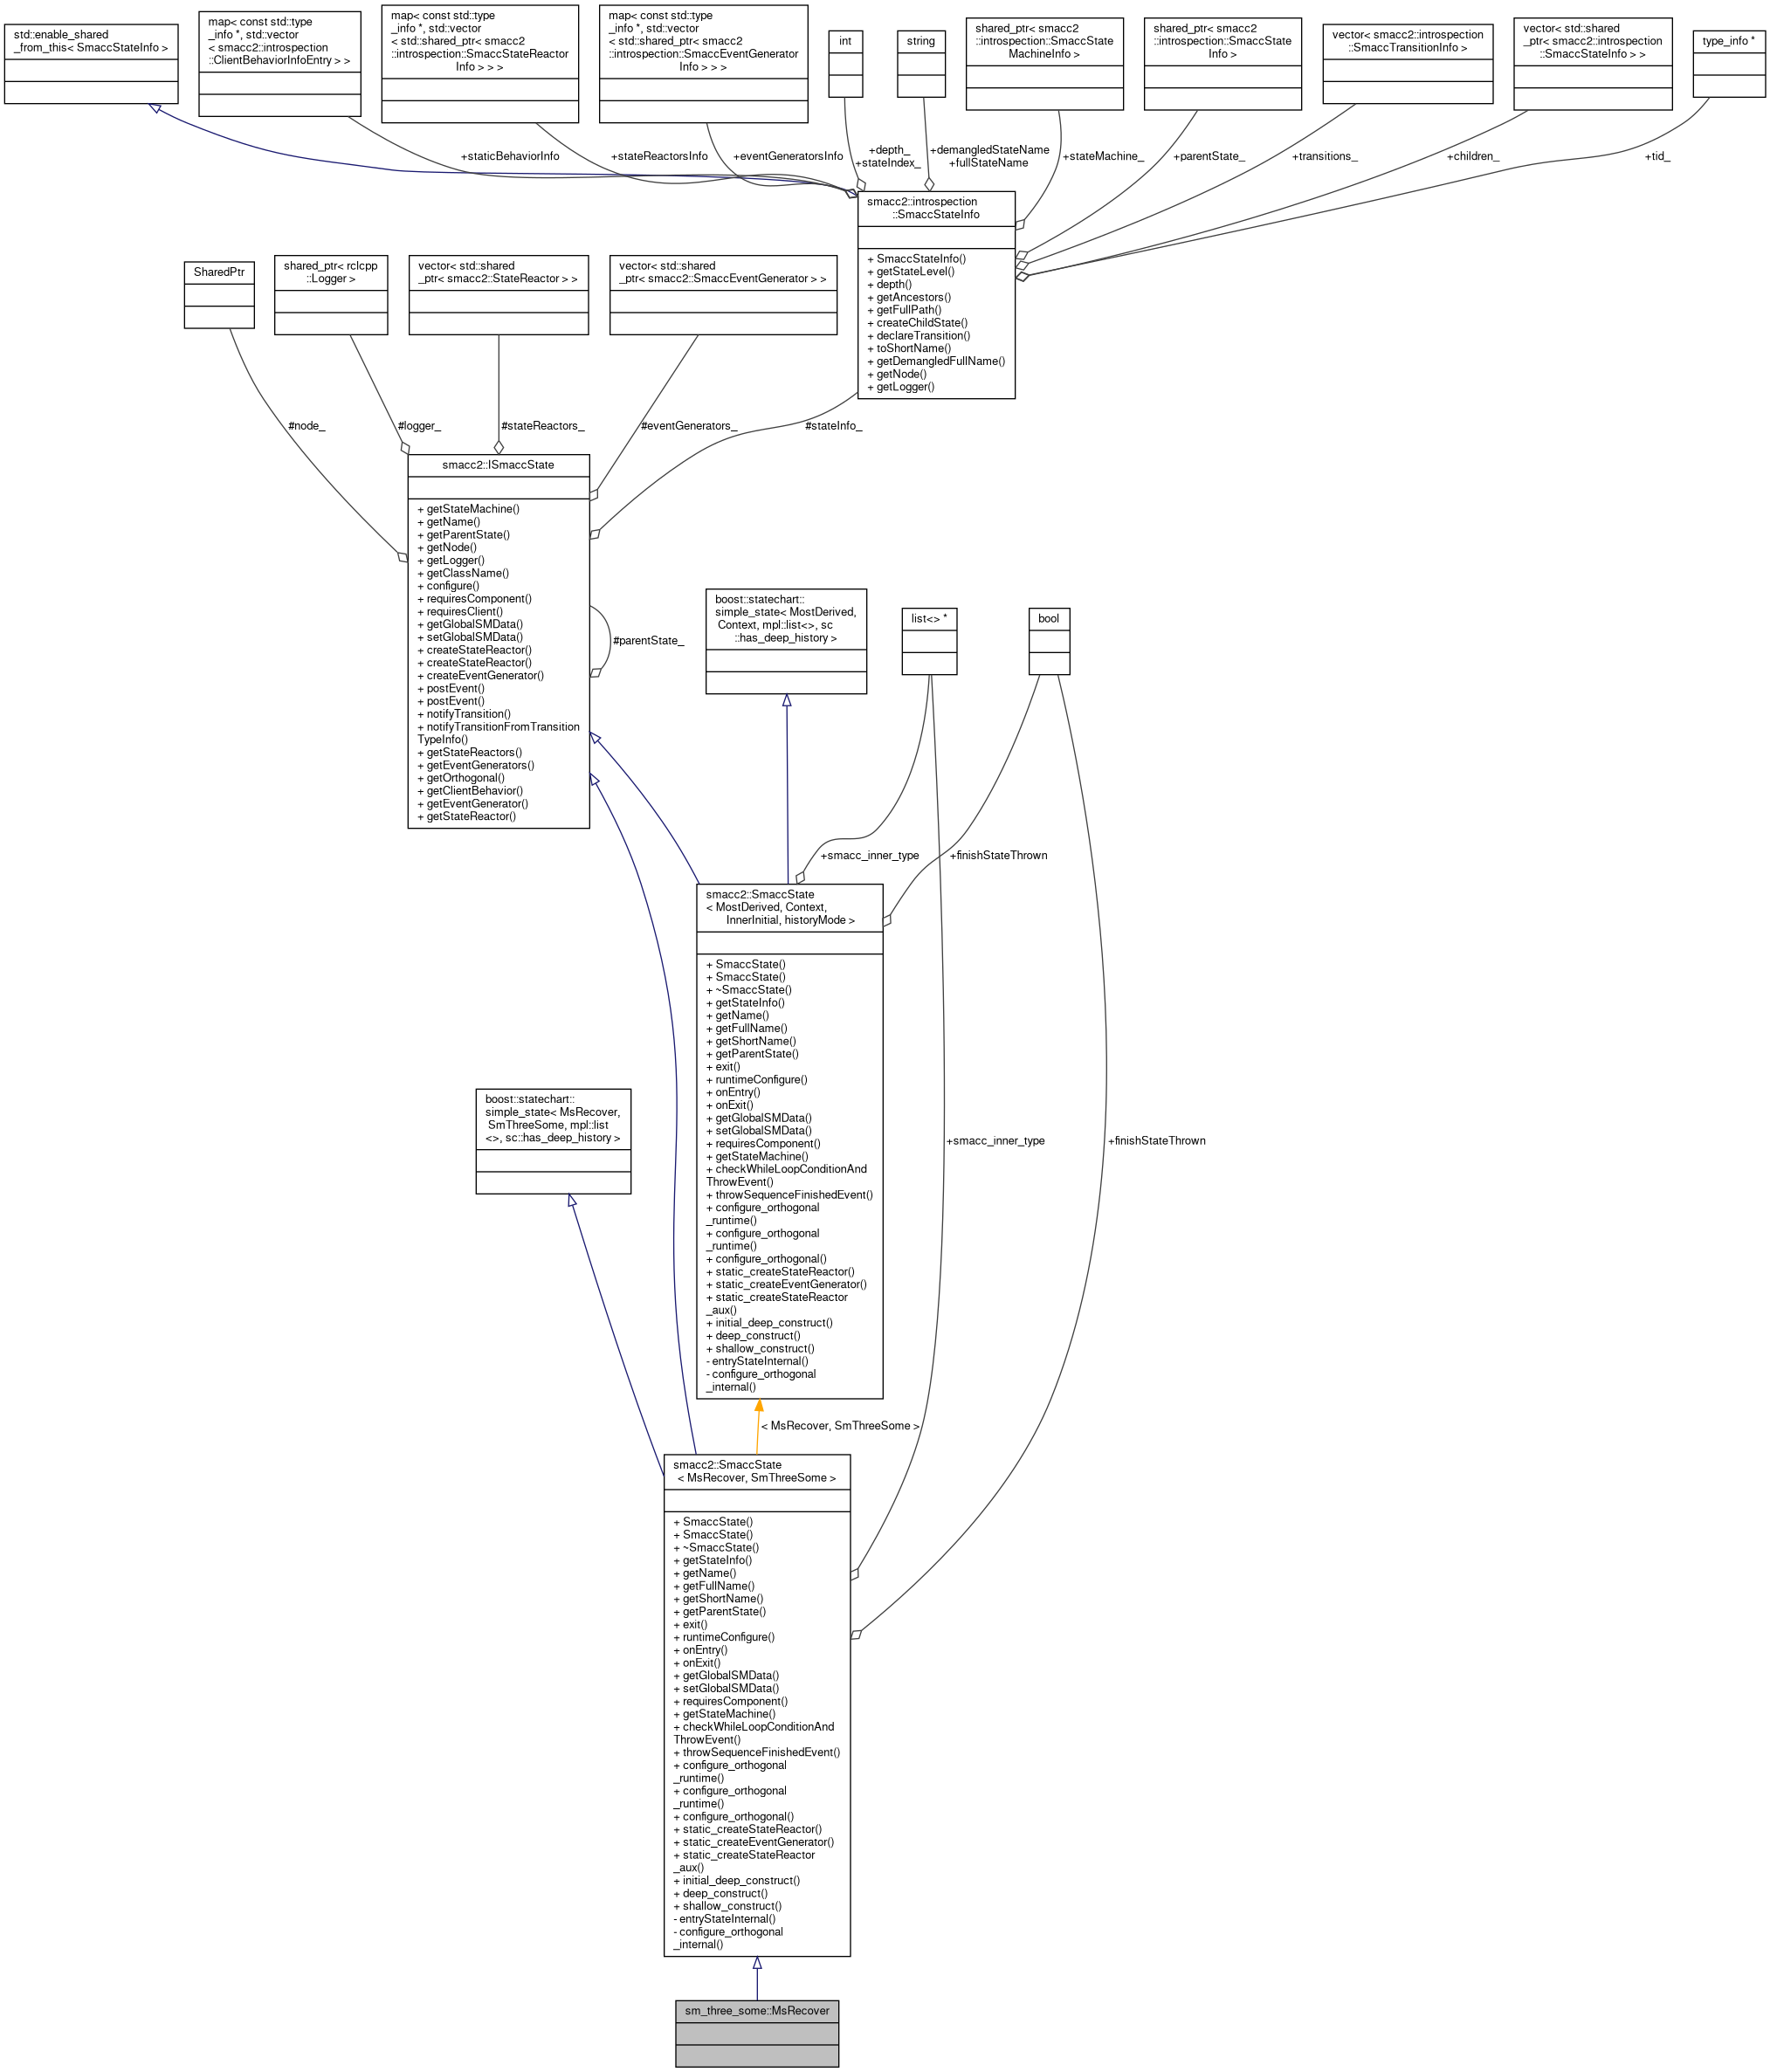 std::enable_shared
_from_this< SmaccStateInfo >
map< const std::type
_info *, std::vector
< smacc2::introspection
::ClientBehaviorInfoEntry > >
map< const std::type
_info *, std::vector
< std::shared_ptr< smacc2
::introspection::SmaccStateReactor
Info > > >
map< const std::type
_info *, std::vector
< std::shared_ptr< smacc2
::introspection::SmaccEventGenerator
Info > > >
int
string
shared_ptr< smacc2
::introspection::SmaccState
MachineInfo >
shared_ptr< smacc2
::introspection::SmaccState
Info >
vector< smacc2::introspection
::SmaccTransitionInfo >
vector< std::shared
_ptr< smacc2::introspection
::SmaccStateInfo > >
type_info *
+staticBehaviorInfo
+stateReactorsInfo
+eventGeneratorsInfo
+depth_
+stateIndex_
+demangledStateName
+fullStateName
+stateMachine_
+parentState_
+transitions_
+children_
+tid_
smacc2::introspection
::SmaccStateInfo
+ SmaccStateInfo()
+ getStateLevel()
+ depth()
+ getAncestors()
+ getFullPath()
+ createChildState()
+ declareTransition()
+ toShortName()
+ getDemangledFullName()
+ getNode()
+ getLogger()
SharedPtr
shared_ptr< rclcpp
::Logger >
vector< std::shared
_ptr< smacc2::StateReactor > >
vector< std::shared
_ptr< smacc2::SmaccEventGenerator > >
#node_
#logger_
#stateReactors_
#eventGenerators_
#stateInfo_
smacc2::ISmaccState
+ getStateMachine()
+ getName()
+ getParentState()
+ getNode()
+ getLogger()
+ getClassName()
+ configure()
+ requiresComponent()
+ requiresClient()
+ getGlobalSMData()
+ setGlobalSMData()
+ createStateReactor()
+ createStateReactor()
+ createEventGenerator()
+ postEvent()
+ postEvent()
+ notifyTransition()
+ notifyTransitionFromTransition
TypeInfo()
+ getStateReactors()
+ getEventGenerators()
+ getOrthogonal()
+ getClientBehavior()
+ getEventGenerator()
+ getStateReactor()
#parentState_
boost::statechart::
simple_state< MostDerived,
Context, mpl::list<>, sc
::has_deep_history >
list<> *
bool
+smacc_inner_type
+finishStateThrown
smacc2::SmaccState
< MostDerived, Context,
InnerInitial, historyMode >
+ SmaccState()
+ SmaccState()
+ ~SmaccState()
+ getStateInfo()
+ getName()
+ getFullName()
+ getShortName()
+ getParentState()
+ exit()
+ runtimeConfigure()
+ onEntry()
+ onExit()
+ getGlobalSMData()
+ setGlobalSMData()
+ requiresComponent()
+ getStateMachine()
+ checkWhileLoopConditionAnd
ThrowEvent()
+ throwSequenceFinishedEvent()
+ configure_orthogonal
_runtime()
+ configure_orthogonal
_runtime()
+ configure_orthogonal()
+ static_createStateReactor()
+ static_createEventGenerator()
+ static_createStateReactor
_aux()
+ initial_deep_construct()
+ deep_construct()
+ shallow_construct()
- entryStateInternal()
- configure_orthogonal
_internal()
boost::statechart::
simple_state< MsRecover,
SmThreeSome, mpl::list
<>, sc::has_deep_history >
+smacc_inner_type
+finishStateThrown
< MsRecover, SmThreeSome >
smacc2::SmaccState
< MsRecover, SmThreeSome >
+ SmaccState()
+ SmaccState()
+ ~SmaccState()
+ getStateInfo()
+ getName()
+ getFullName()
+ getShortName()
+ getParentState()
+ exit()
+ runtimeConfigure()
+ onEntry()
+ onExit()
+ getGlobalSMData()
+ setGlobalSMData()
+ requiresComponent()
+ getStateMachine()
+ checkWhileLoopConditionAnd
ThrowEvent()
+ throwSequenceFinishedEvent()
+ configure_orthogonal
_runtime()
+ configure_orthogonal
_runtime()
+ configure_orthogonal()
+ static_createStateReactor()
+ static_createEventGenerator()
+ static_createStateReactor
_aux()
+ initial_deep_construct()
+ deep_construct()
+ shallow_construct()
- entryStateInternal()
- configure_orthogonal
_internal()
sm_three_some::MsRecover